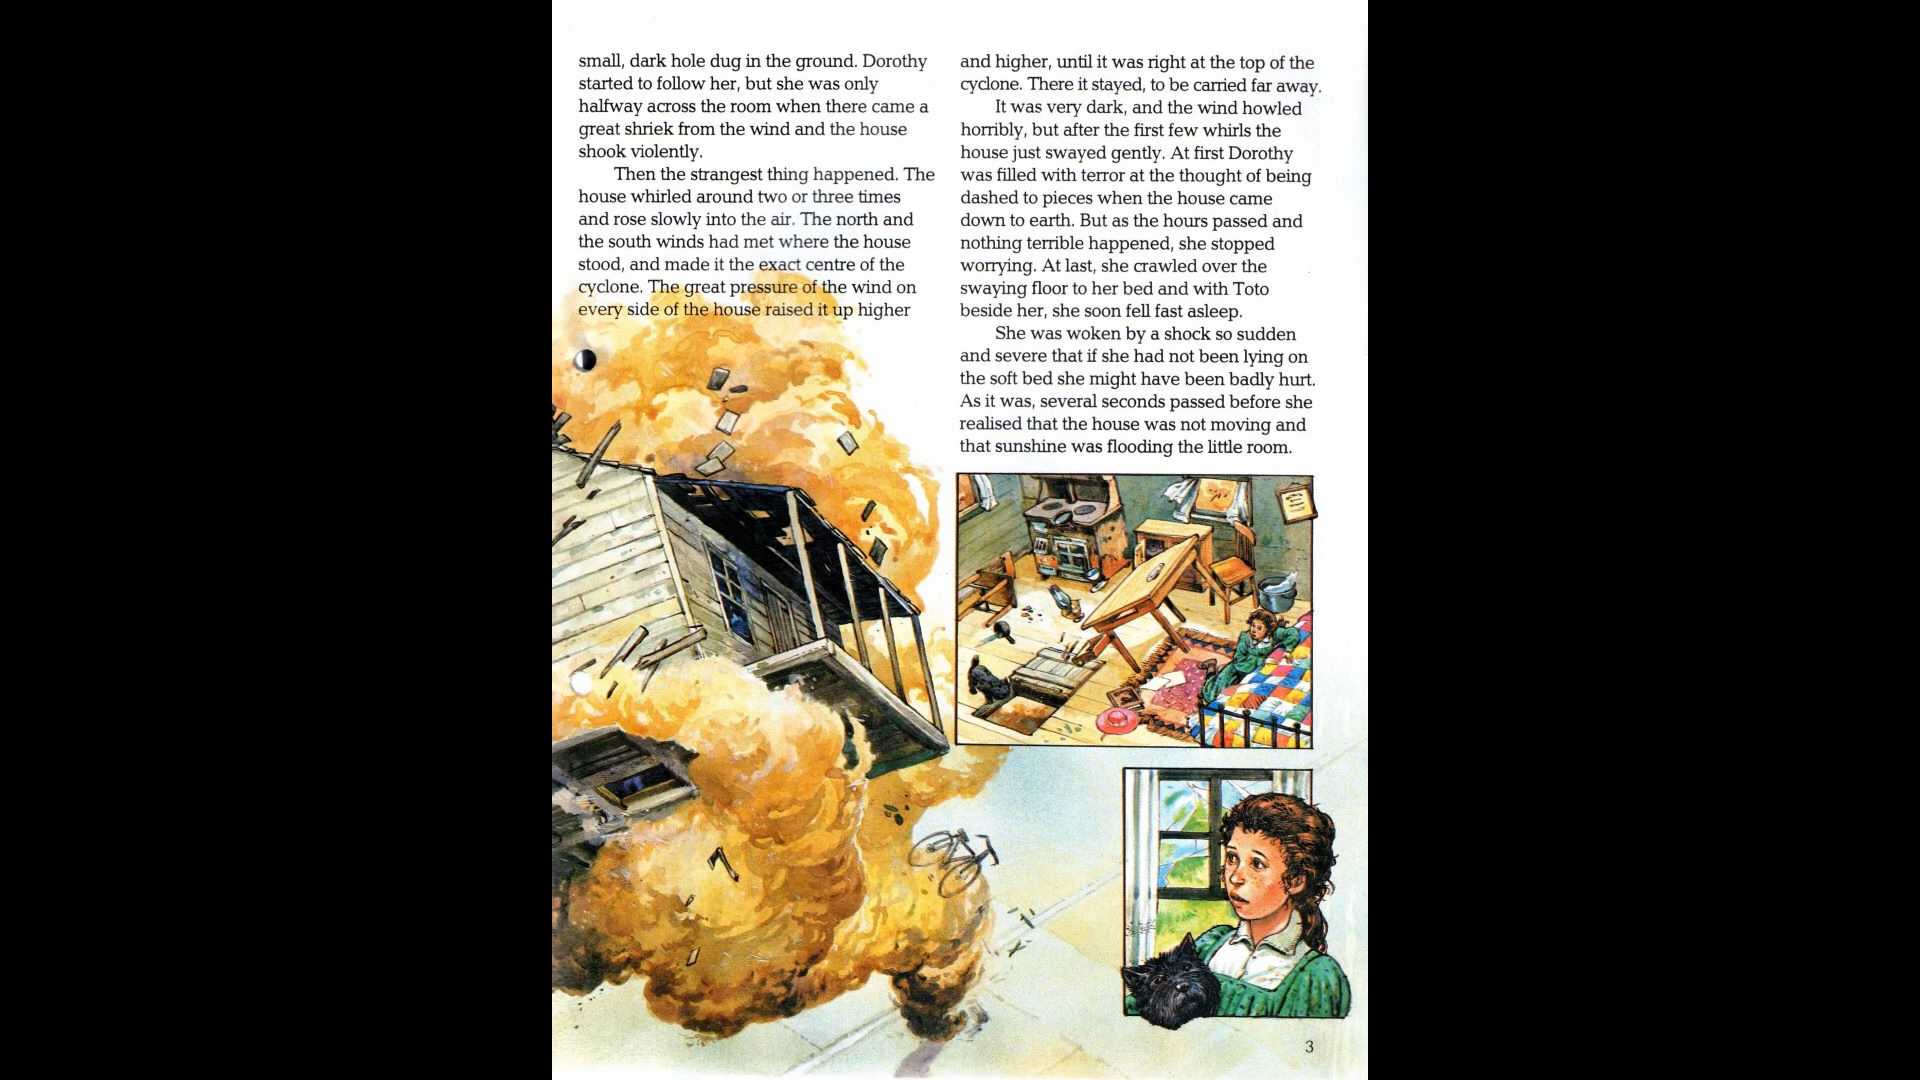 small, dark hole dug in the ground. Dorothy
started to follow her, but she was only
halfway across the room when there came a
great shriek from the wind and the house
shook violently.
Then the strangest thing happened. The
house whirled around two or three times
and rose slowly into the air. The north and
the south winds had met where the house
stood, and made it the exact centre of the
cyclone. The great pressure of the wind on
every side of the house raised it up higher
and higher, until it was right at the top of the
cyclone. There it stayed, to be carried far away.
It was very dark, and the wind howled
horribly, but after the first few whirls the
house just swayed gently. At first Dorothy
was filled with terror at the thought of being
dashed to pieces when the house came
down to earth. But as the hours passed and
nothing terrible happened, she stopped
worrying. At last, she crawled over the
swaying floor to her bed and with Toto
beside her, she soon fell fast asleep.
She was woken by a shock so sudden
and severe that if she had not been lying on
the soft bed she might have been badly hurt.
As it was, several seconds passed before she
realised that the house was not moving and
that sunshine was flooding the little room.
3